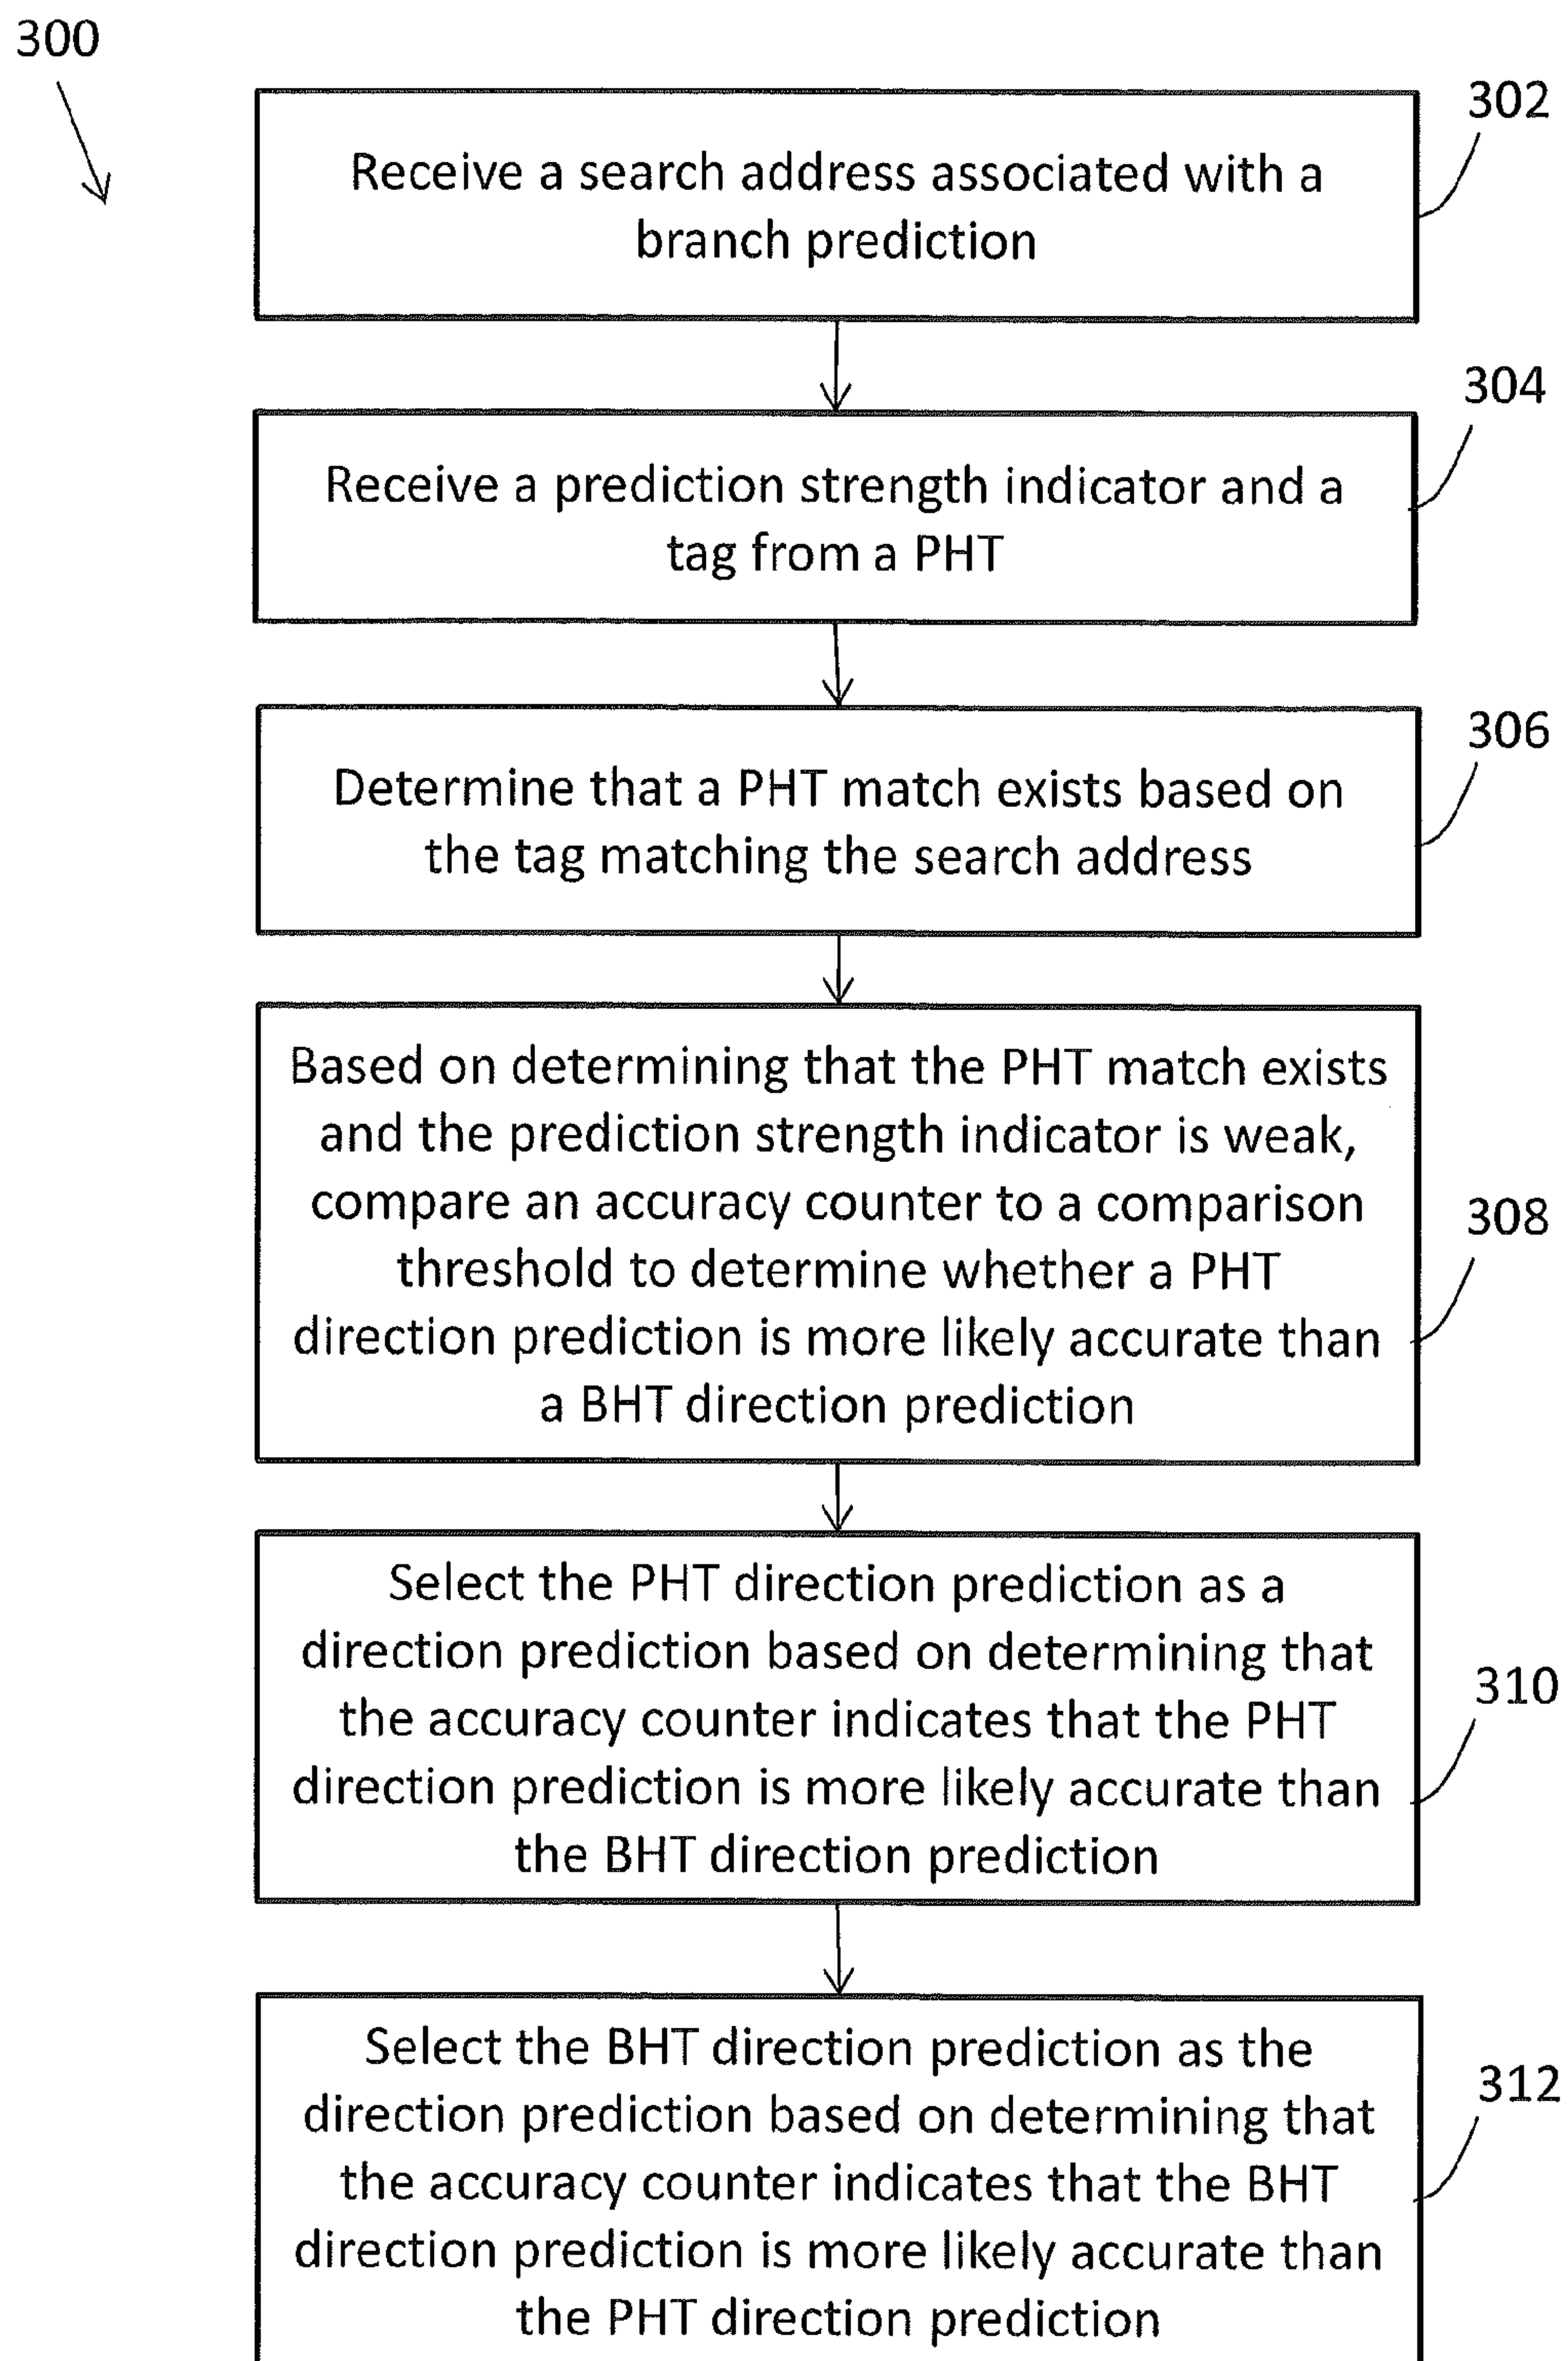 300
302
Receive a search address associated with a
branch prediction
304
Receive a prediction strength indicator and a
tag from a PHT
306
Determine that a PHT match exists based on
the tag matching the search address
Based on determining that the PHT match exists
and the prediction strength indicator is weak,
compare an accuracy counter to a comparison
308
threshold to determine whether a PHT
direction prediction is more likely accurate than
a BHT direction prediction
Select the PHT direction prediction as a
direction prediction based on determining that
310
the accuracy counter indicates that the PHT
direction prediction is more likely accurate than
the BHT direction prediction
Select the BHT direction prediction as the
312
direction prediction based on determining that
the accuracy counter indicates that the BHT
direction prediction is more likely accurate than
the PHT direction prediction